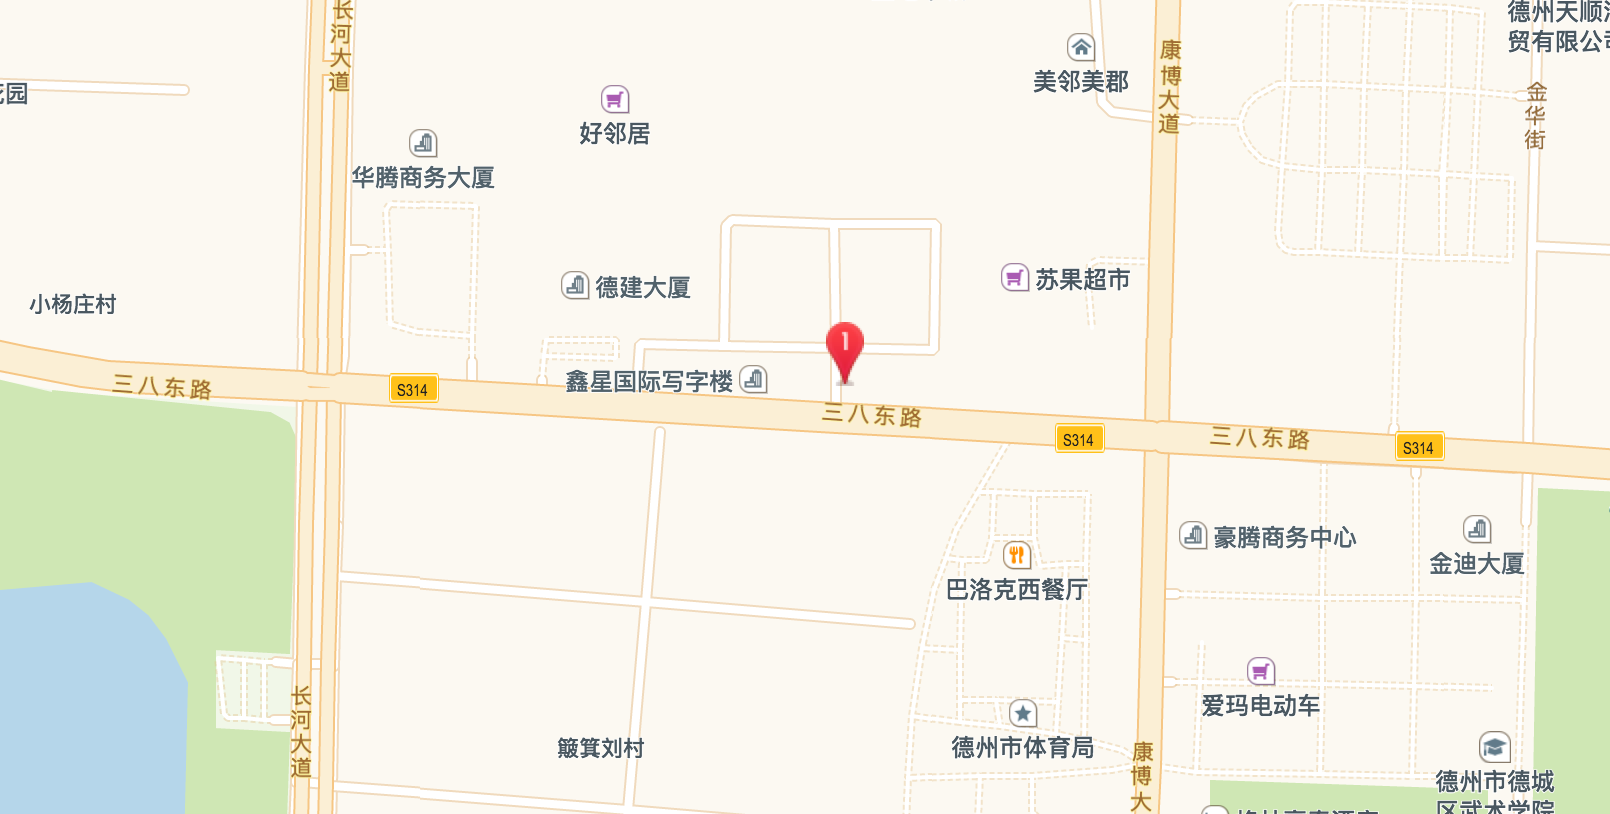 长河大道
康博大道
德州天顺
贸有限公司
美邻美郡
花园
金华街
好邻居
华腾商务大厦
苏果超市
德建大厦
小杨庄村
1
鑫星国际写字楼
三八东路
S314
三八东路
S314
三八东路
S314
豪腾商务中心
金迪大厦
巴洛克西餐厅
爱玛电动车
长河大道
簸箕刘村
德州市体育局
康博大
德州市德城
区武术学院